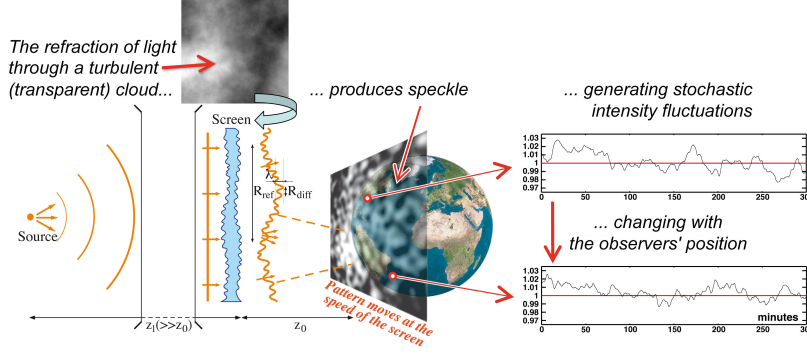 The refraction of light
through a turbulent
(transparent) cloud...
... produces speckle
... generating stochastic
intensity fluctuations
Screen
λ
R_ref
R_diff
Source
z_1(>>z_0)
z_0
Pattern moves at the
speed of the screen
1.03
1.02
1.01
1
0.99
0.98
0.97
0 50 100 150 200 250 300
... changing with
the observers' position
1.03
1.02
1.01
1
0.99
0.98
0.97
minutes
0 50 100 150 200 250 300